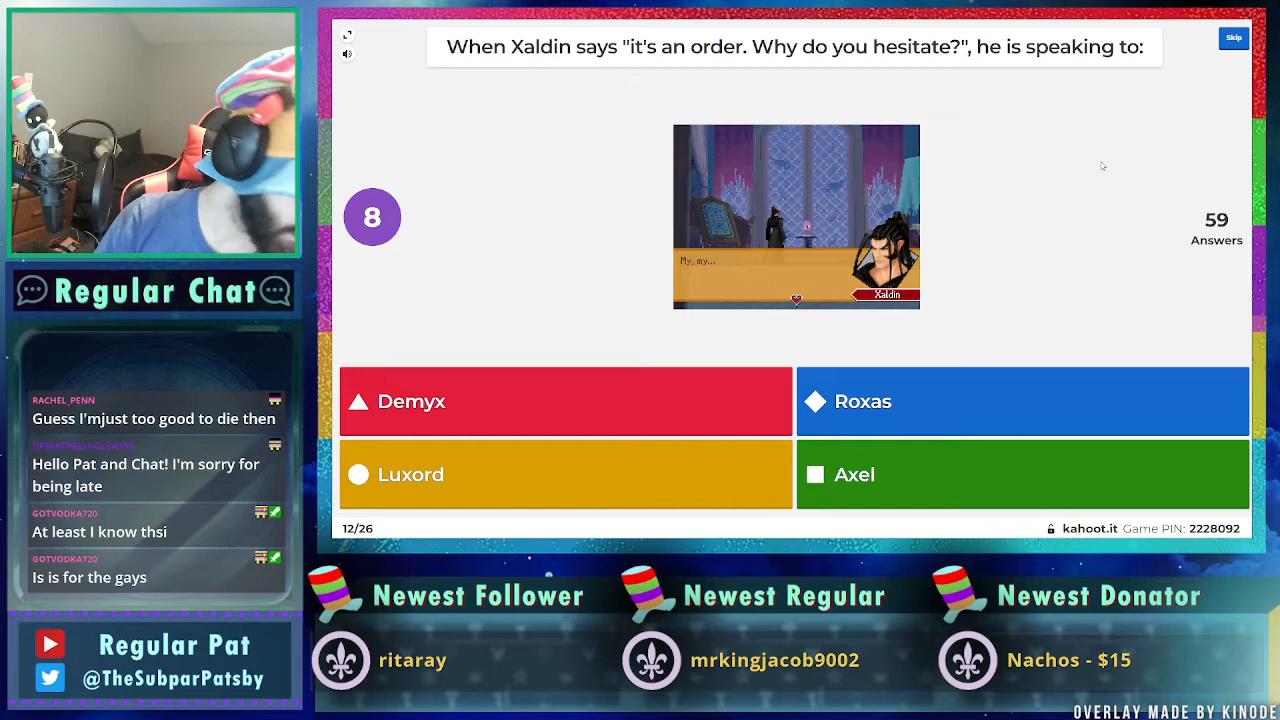 When Xaldin says "it's an order. Why do you hesitate?", he is speaking to:
Skip
8
59
Answers
My, my...
Xaldin
Demyx
Roxas
Luxord
Axel
12/26
kahoot.it Game PIN: 2228092
Regular Chat
RACHEL_PENN
Guess I'mjust too good to die then
Hello Pat and Chat! I'm sorry for
being late
GOTVODKA720
At least I know thsi
GOTVODKA720
Is is for the gays
Regular Pat
@TheSubparPatsby
Newest Follower
ritaray
Newest Regular
mrkingjacob9002
Newest Donator
Nachos - $15
OVERLAY MADE BY KINODE